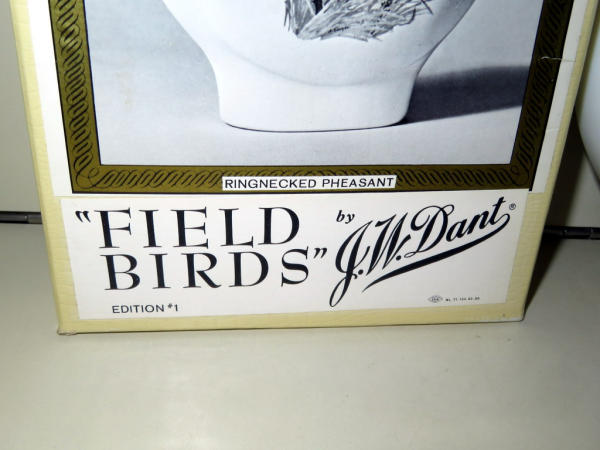 RINGNECKED PHEASANT
"FIELD
BIRDS"
by
J.W. Dant®
EDITION #1